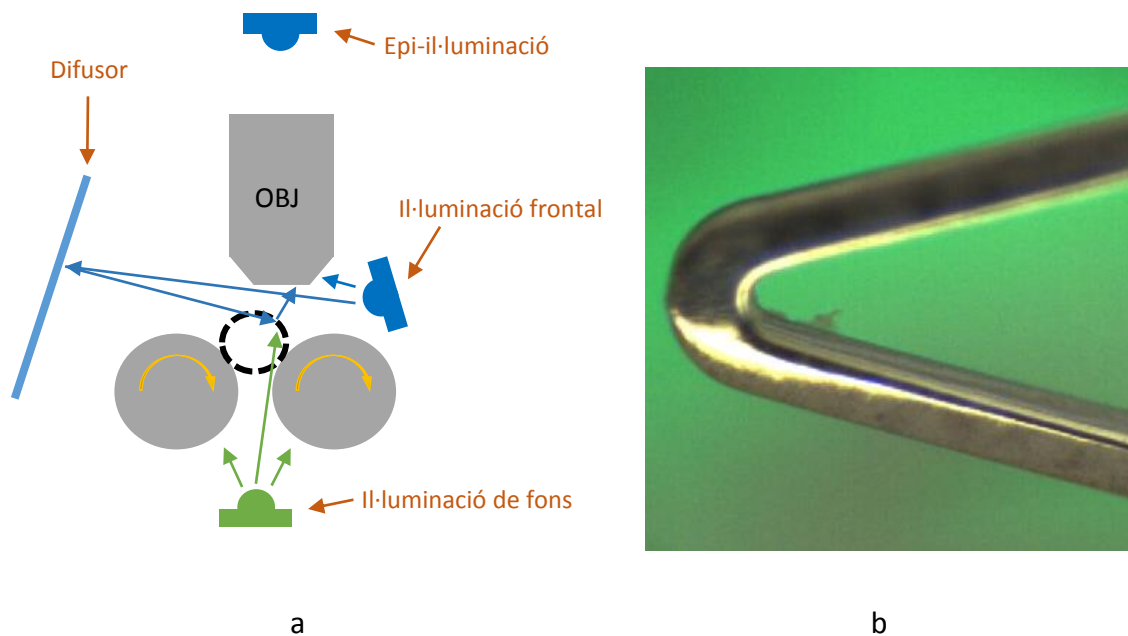 Epi-il·luminació
Difusor
OBJ
Il·luminació frontal
Il·luminació de fons
a
b